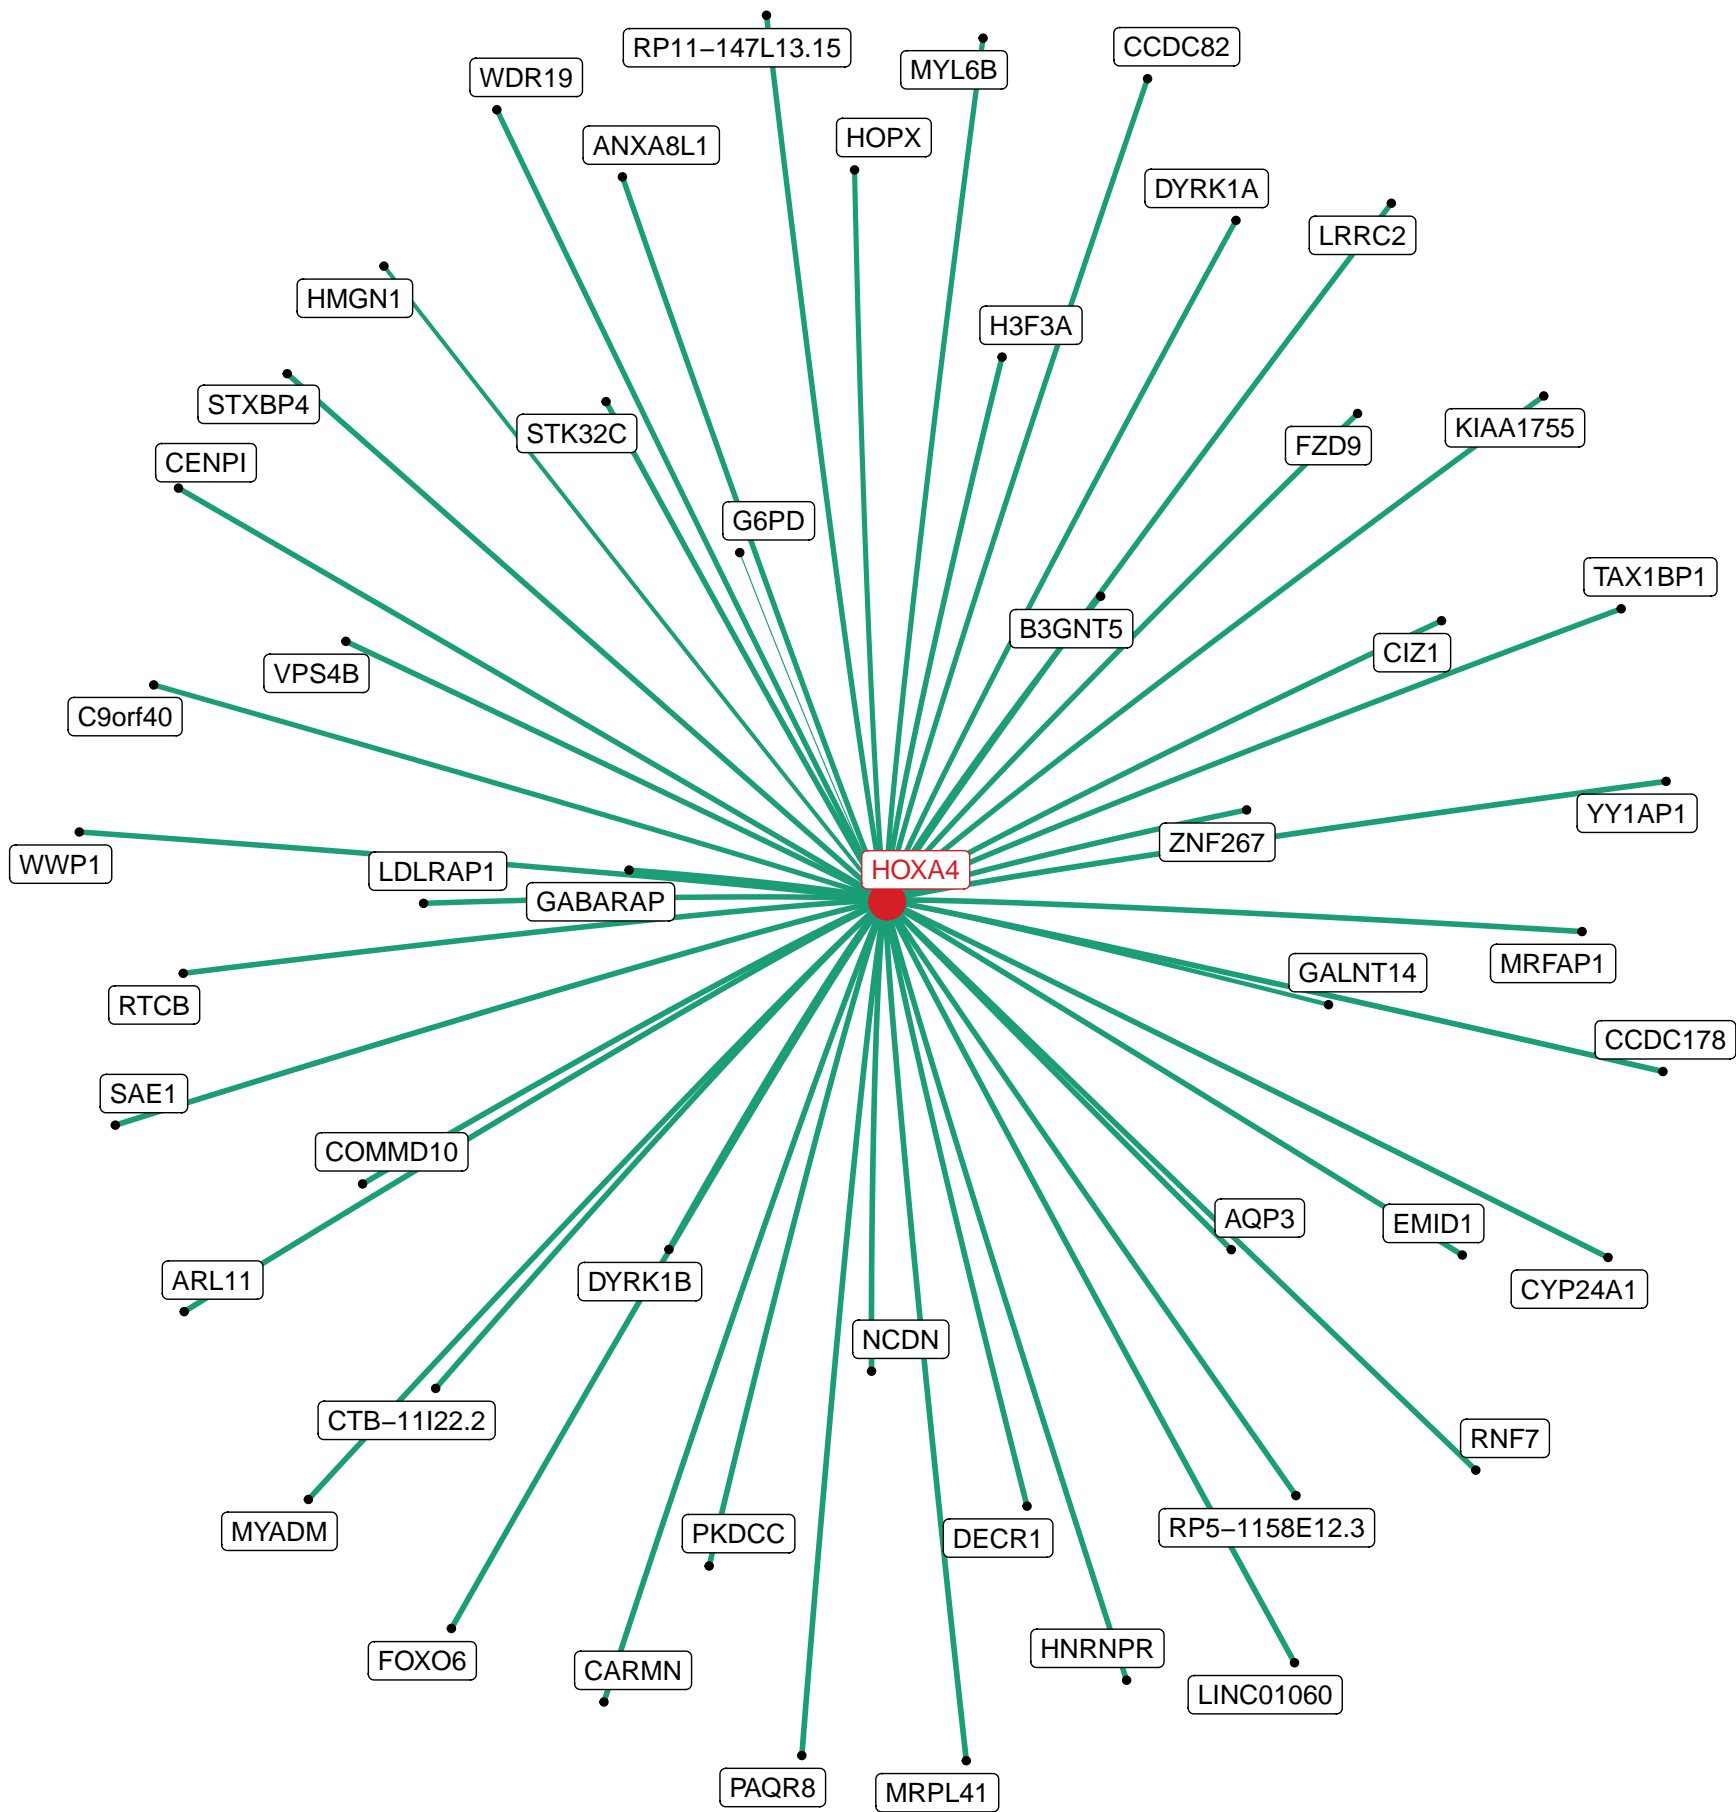 RP11−147L13.15
CCDC82
MYL6B
WDR19
HOPX
ANXA8L1
DYRK1A
LRRC2
HMGN1
H3F3A
STXBP4
KIAA1755
STK32C
FZD9
CENPI
G6PD
TAX1BP1
B3GNT5
CIZ1
VPS4B
C9orf40
YY1AP1
ZNF267
WWP1
LDLRAP1
HOXA4
GABARAP
MRFAP1
GALNT14
RTCB
CCDC178
SAE1
COMMD10
AQP3
EMID1
ARL11
DYRK1B
CYP24A1
NCDN
CTB−11I22.2
RNF7
RP5−1158E12.3
MYADM
PKDCC
DECR1
HNRNPR
FOXO6
CARMN
LINC01060
PAQR8
MRPL41